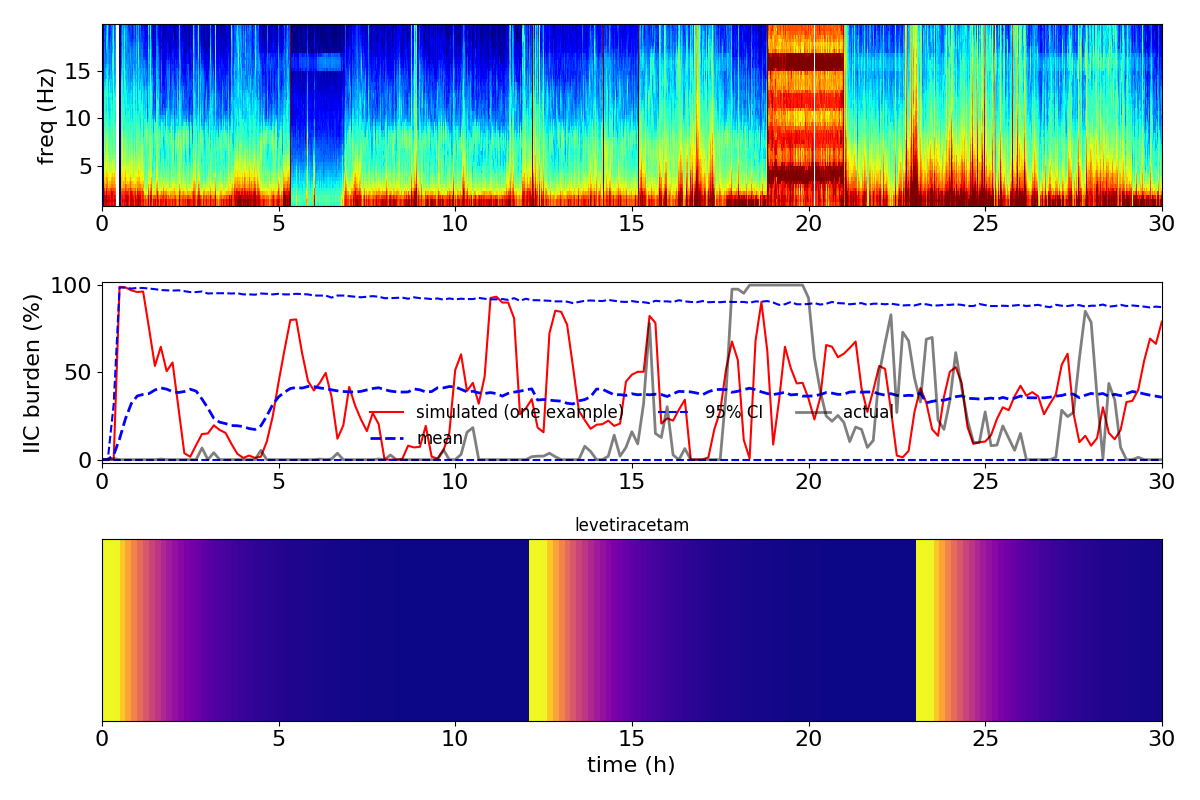 freq (Hz)
15
10
5
0 5 10 15 20 25 30
IIC burden (%)
100
50
0
simulated (one example) 95% CI actual
mean
0 5 10 15 20 25 30
levetiracetam
0 5 10 15 20 25 30
time (h)